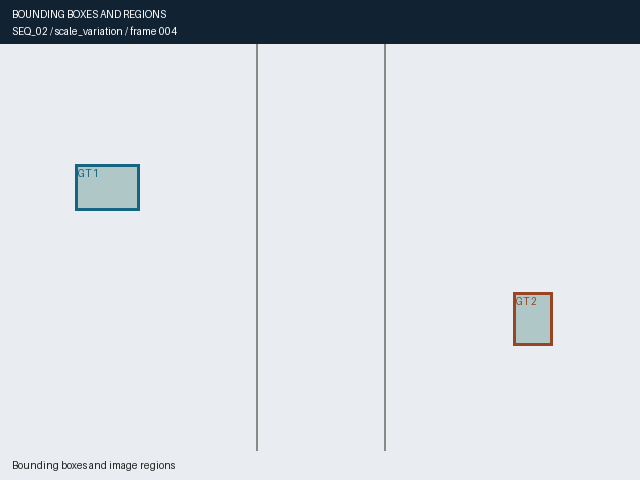 BOUNDING BOXES AND REGIONS
SEQ_02 / scale_variation / frame 004
GT1
GT2
Bounding boxes and image regions